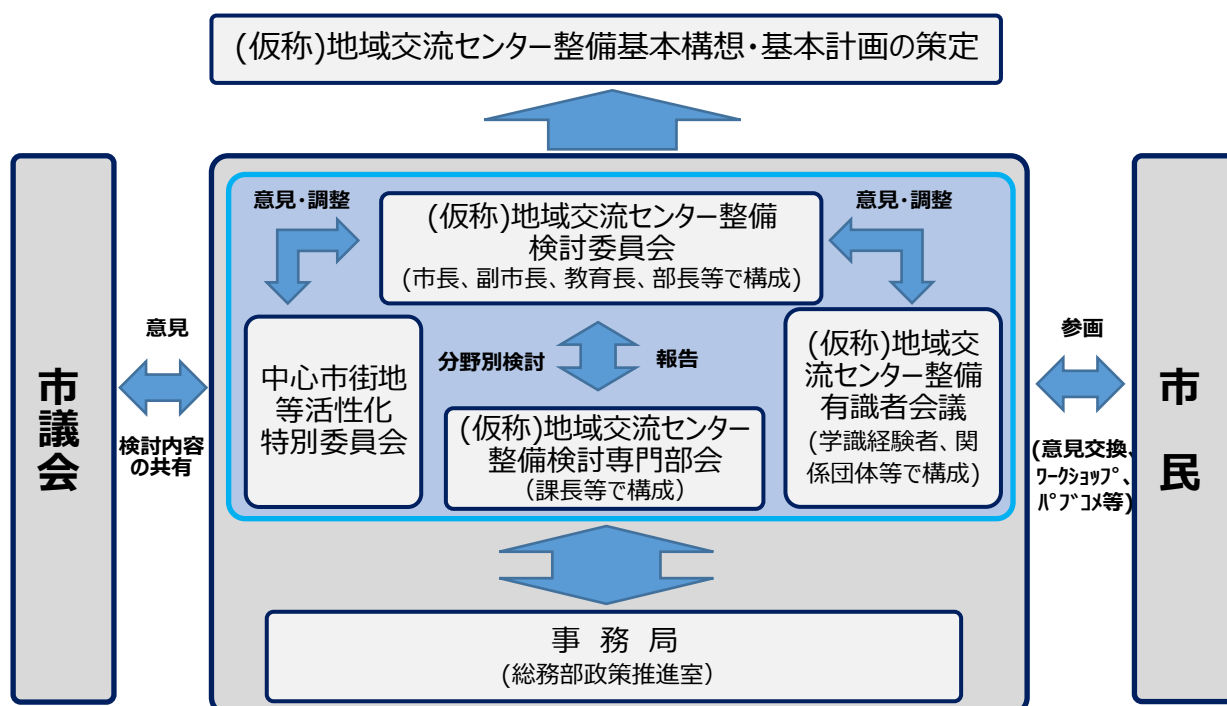 (仮称)地域交流センター整備基本構想・基本計画の策定
意見・調整
意見・調整
(仮称)地域交流センター整備
検討委員会
(市長、副市長、教育長、部長等で構成)
市議会
意見
検討内容
の共有
中心市街地
等活性化
特別委員会
分野別検討
報告
(仮称)地域交流センター
整備検討専門部会
(課長等で構成)
(仮称)地域交
流センター整備
有識者会議
(学識経験者、関
係団体等で構成)
参画
(意見交換、
ﾜｰｸｼｮｯﾌﾟ、
ﾊﾟﾌﾞｺﾒ等)
市民
事 務 局
(総務部政策推進室)